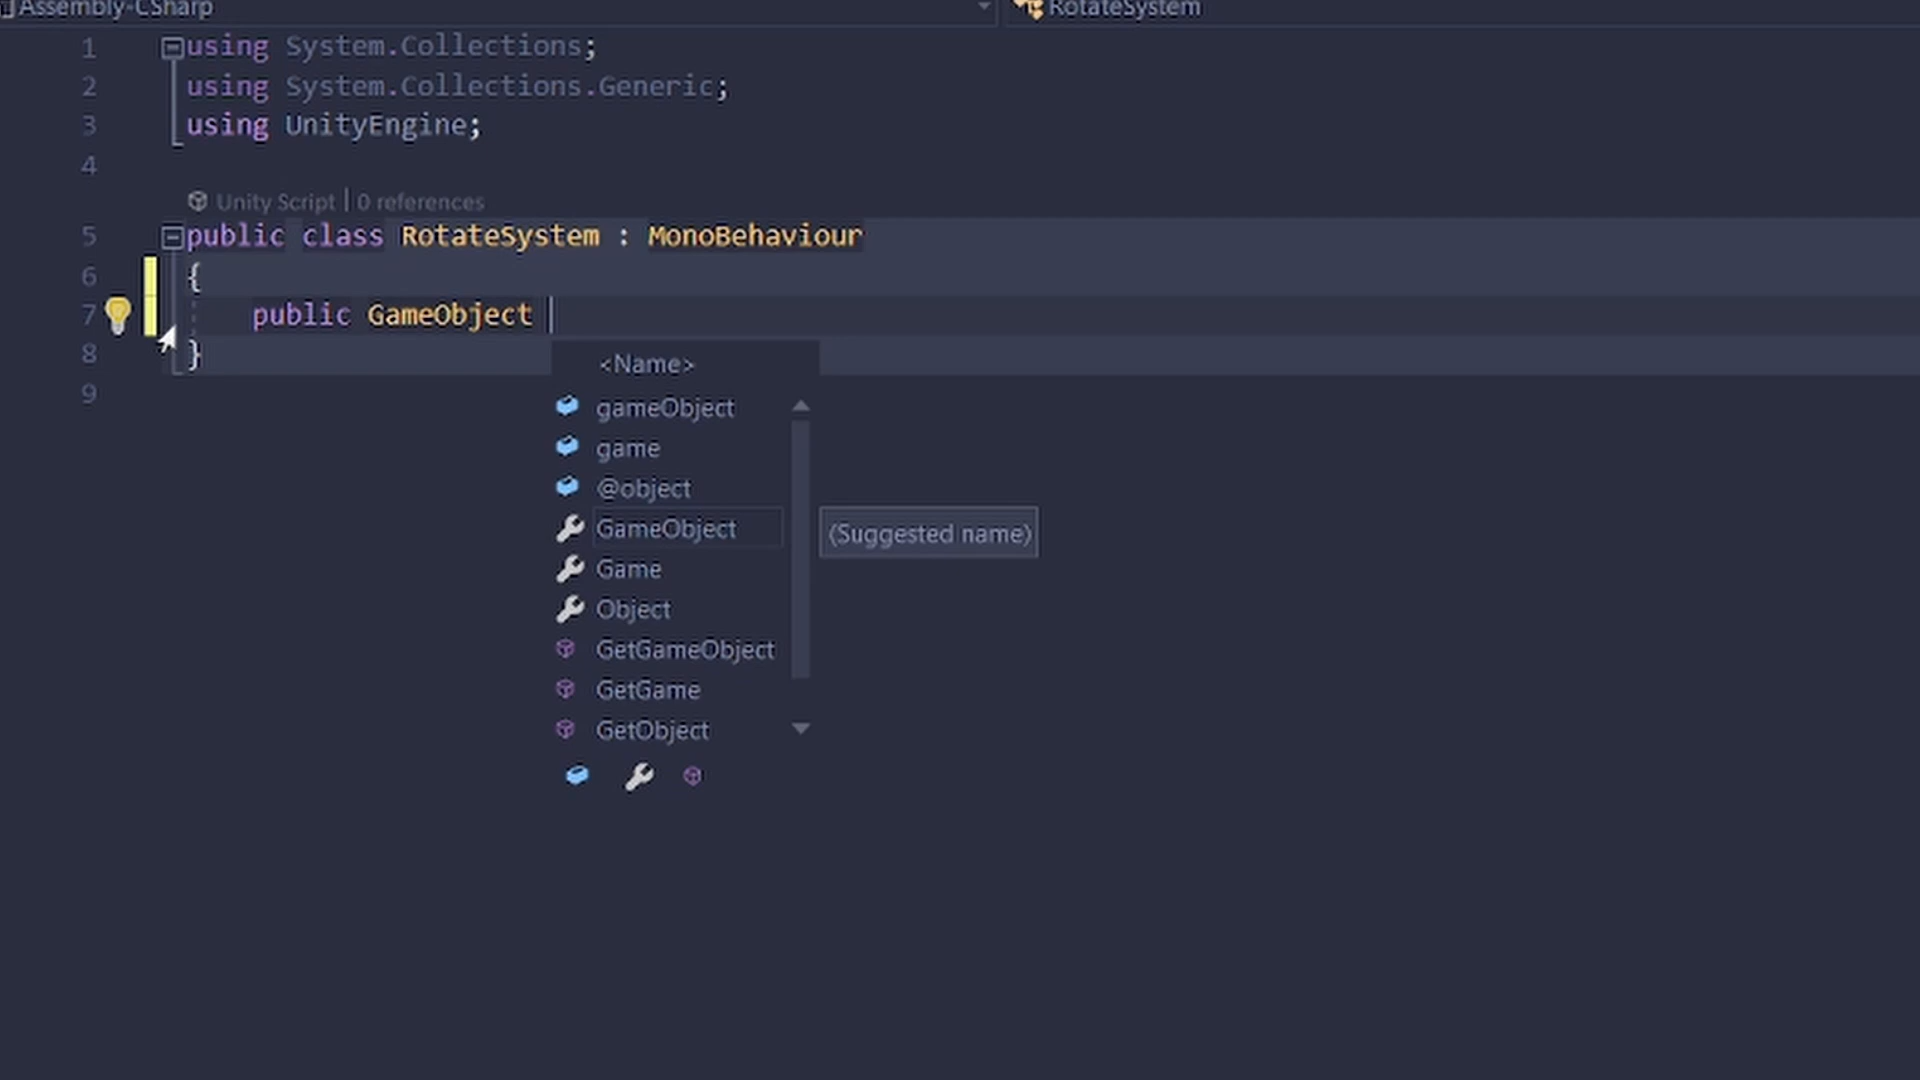 Assembly-CSharp RotateSystem
1 using System.Collections;
2 using System.Collections.Generic;
3 using UnityEngine;
4
Unity Script | 0 references
5 public class RotateSystem : MonoBehaviour
6 {
7 public GameObject
8 }
9
<Name>
gameObject
game
@object
GameObject
(Suggested name)
Game
Object
GetGameObject
GetGame
GetObject